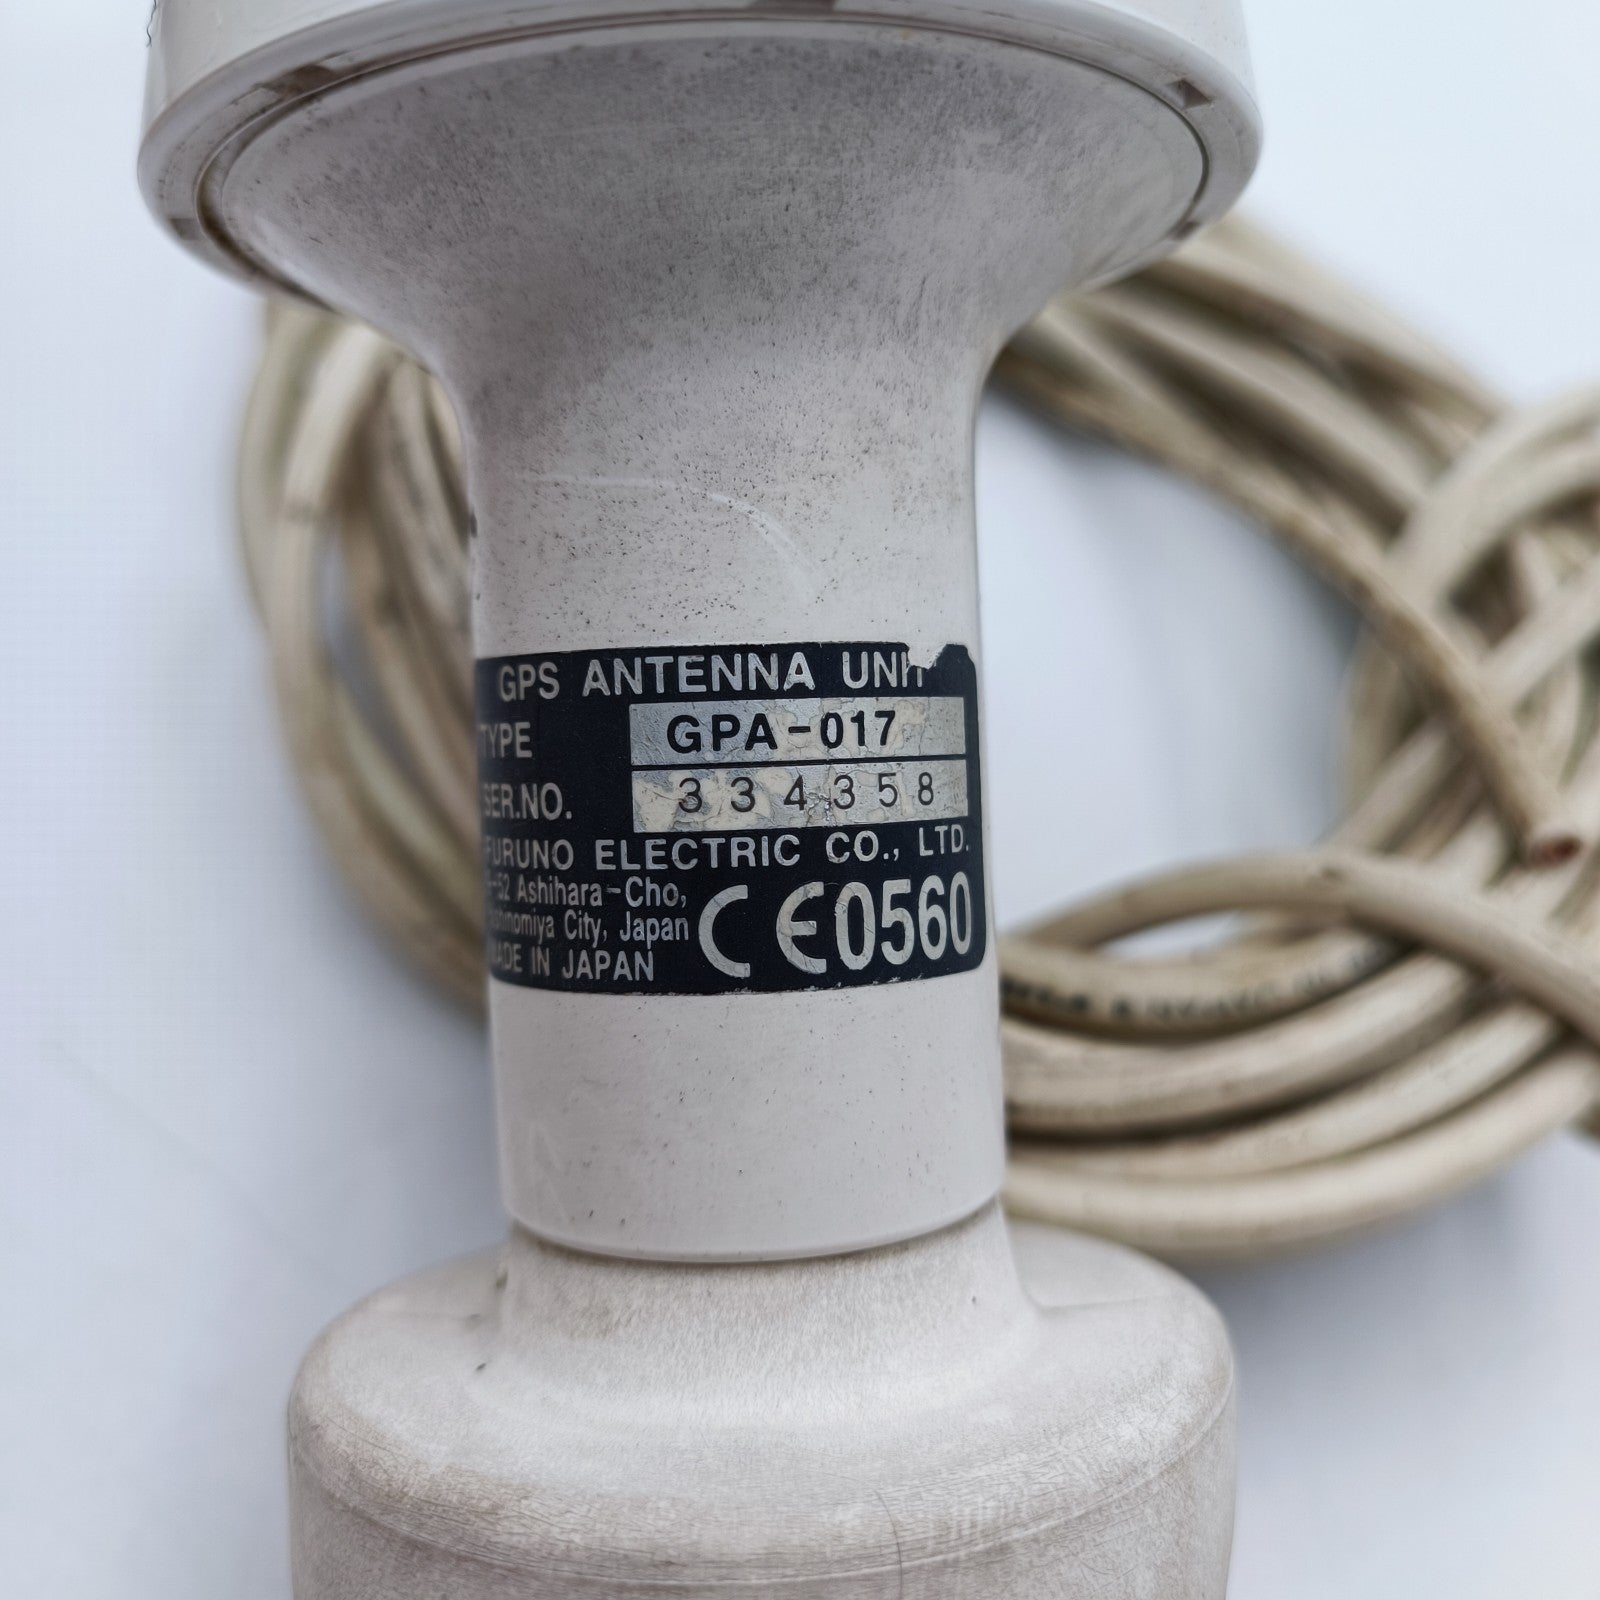 GPS ANTENNA UNIT
TYPE GPA-017
SER.NO. 334358
FURUNO ELECTRIC CO., LTD.
Ashihara-Cho,
City, Japan
MADE IN JAPAN
CE0560